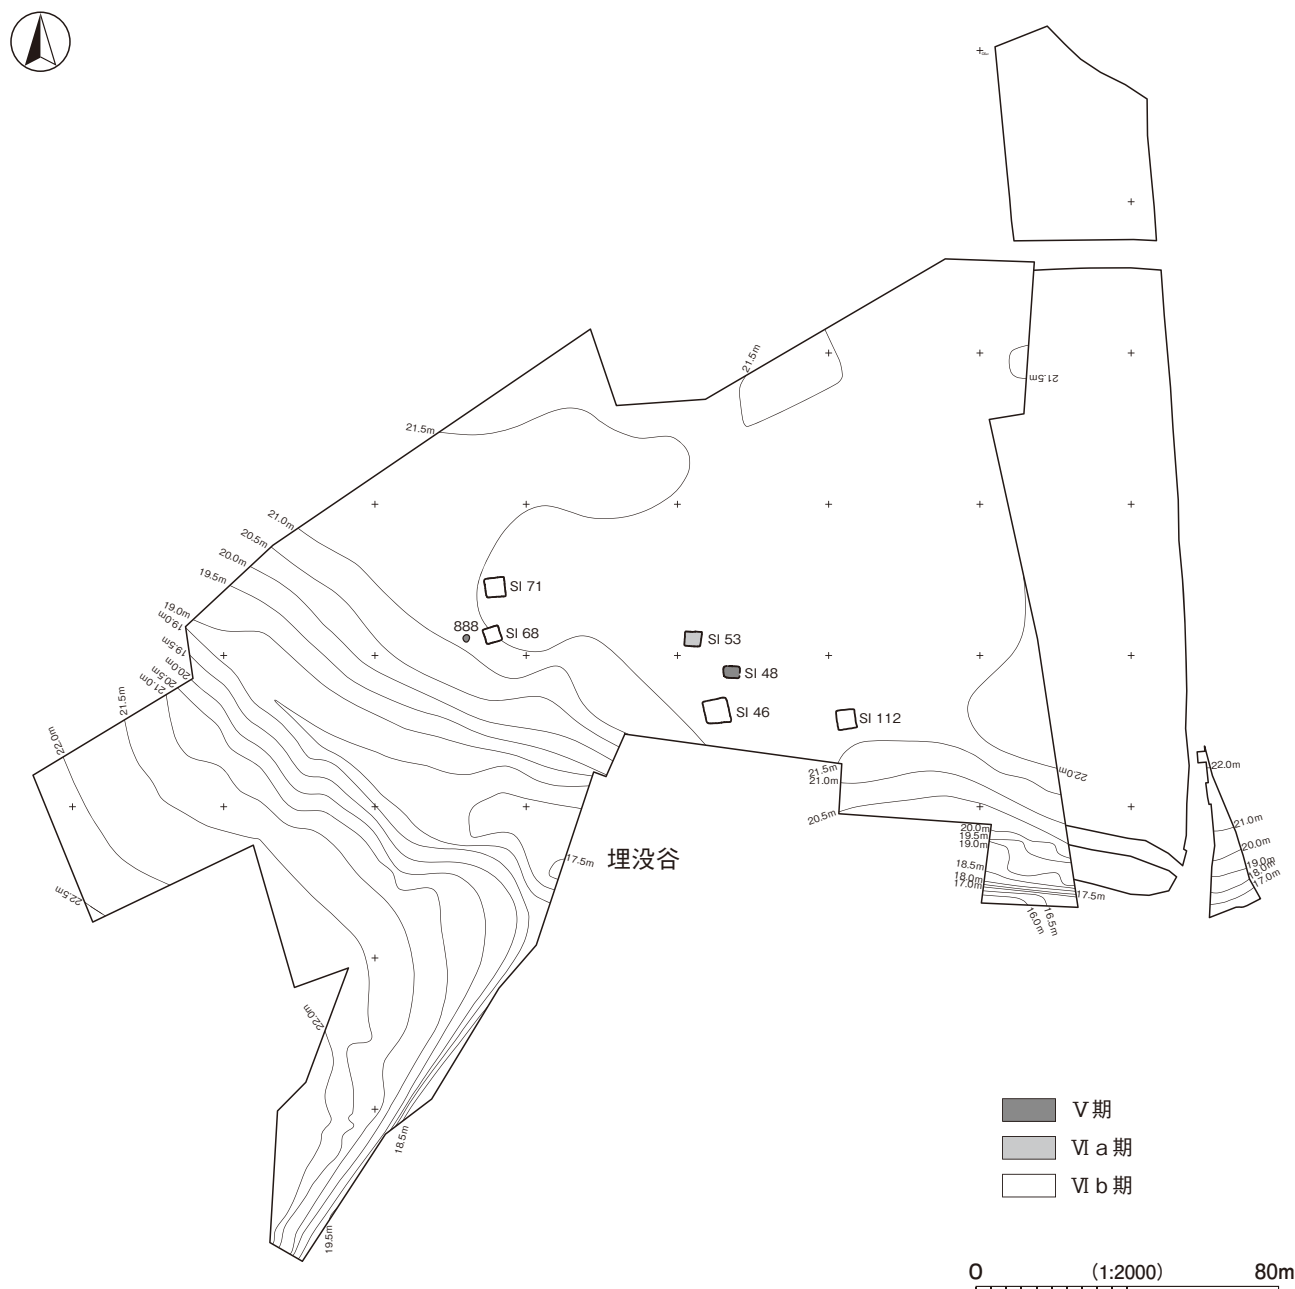 21.5m
21.5m
21.5m
21.0m
20.5m
20.0m
19.5m
19.0m
19.0m
19.5m
20.0m
20.5m
21.0m
21.5m
22.0m
22.5m
SI 71
888
SI 68
SI 53
SI 48
SI 46
SI 112
22.0m
21.5m
21.0m
20.5m
20.0m
19.5m
19.0m
18.5m
18.0m
17.0m
17.5m
16.5m
16.0m
22.0m
21.0m
20.0m
19.0m
18.0m
17.0m
17.5m
埋没谷
22.0m
18.5m
19.5m
Ⅴ期
Ⅵa期
Ⅵb期
0 (1:2000) 80m